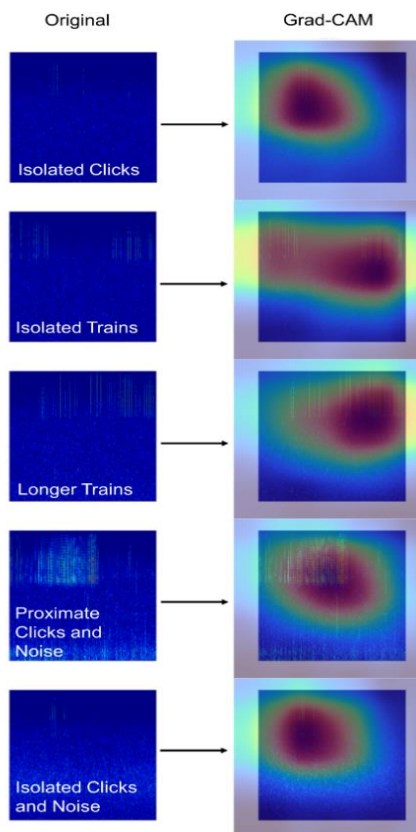 Original
Grad-CAM
Isolated Clicks
Isolated Trains
Longer Trains
Proximate
Clicks and
Noise
Isolated Clicks
and Noise